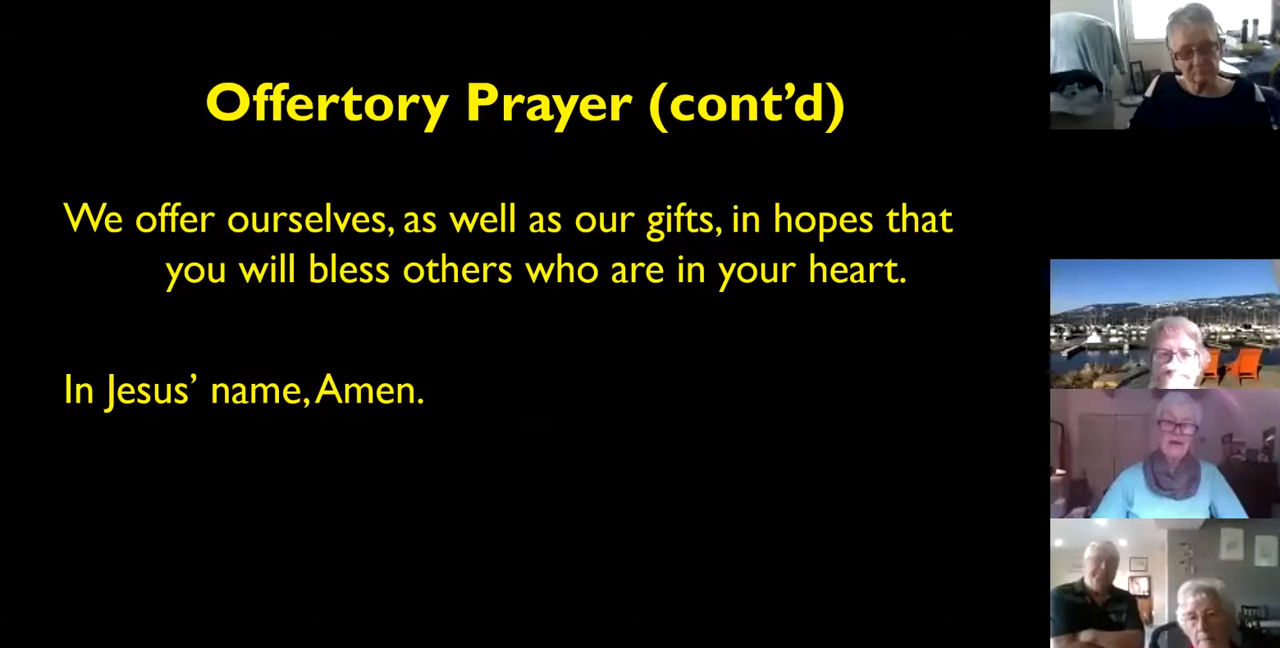 Offertory Prayer (cont’d)
We offer ourselves, as well as our gifts, in hopes that
you will bless others who are in your heart.
In Jesus’ name, Amen.